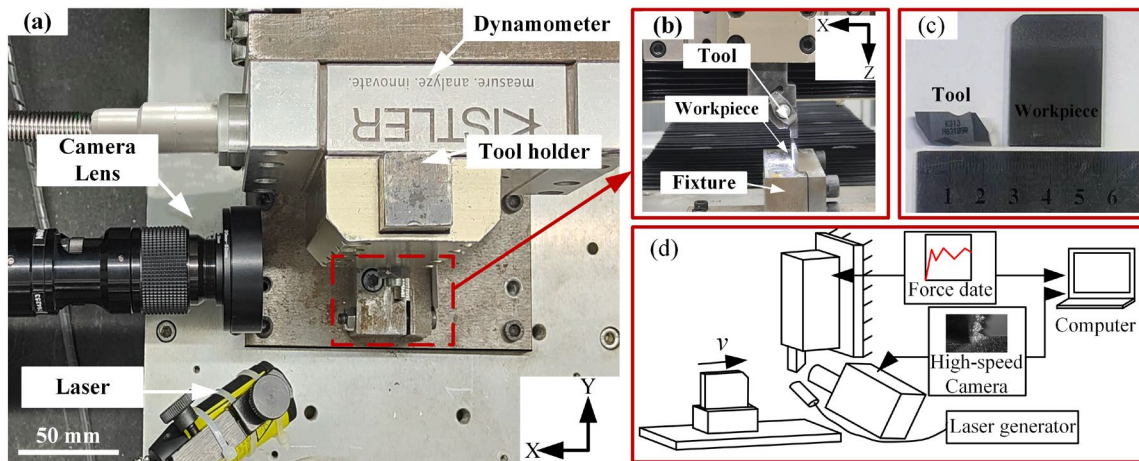 (a)
Dynamometer
measure. analyze. innovate.
KISTLER
Tool holder
Camera
Lens
Laser
50 mm
X
Y
(b)
X
Z
Tool
Workpiece
Fixture
(c)
Tool
Workpiece
K313
1 2 3 4 5 6
(d)
Force date
Computer
v
High-speed
Camera
Laser generator